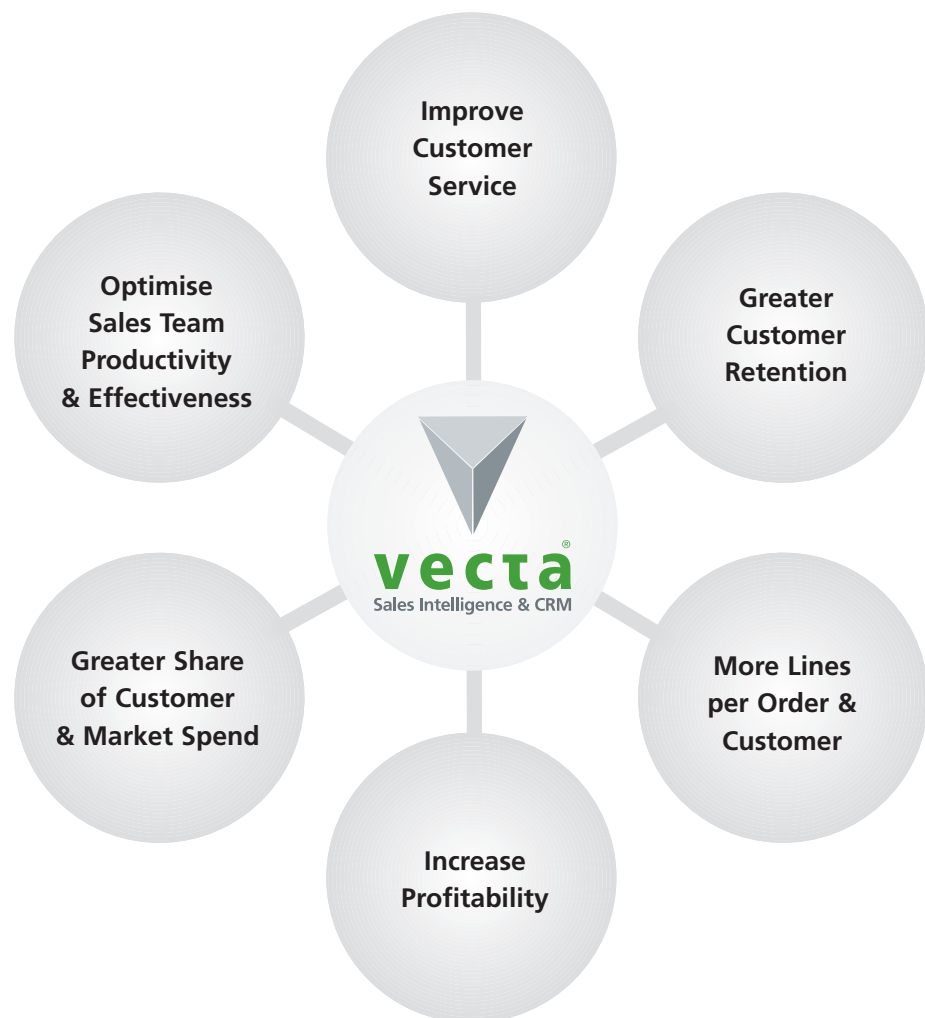 Improve
Customer
Service
Greater
Customer
Retention
More Lines
per Order &
Customer
Increase
Profitability
Greater Share
of Customer
& Market Spend
Optimise
Sales Team
Productivity
& Effectiveness
vecta®
Sales Intelligence & CRM